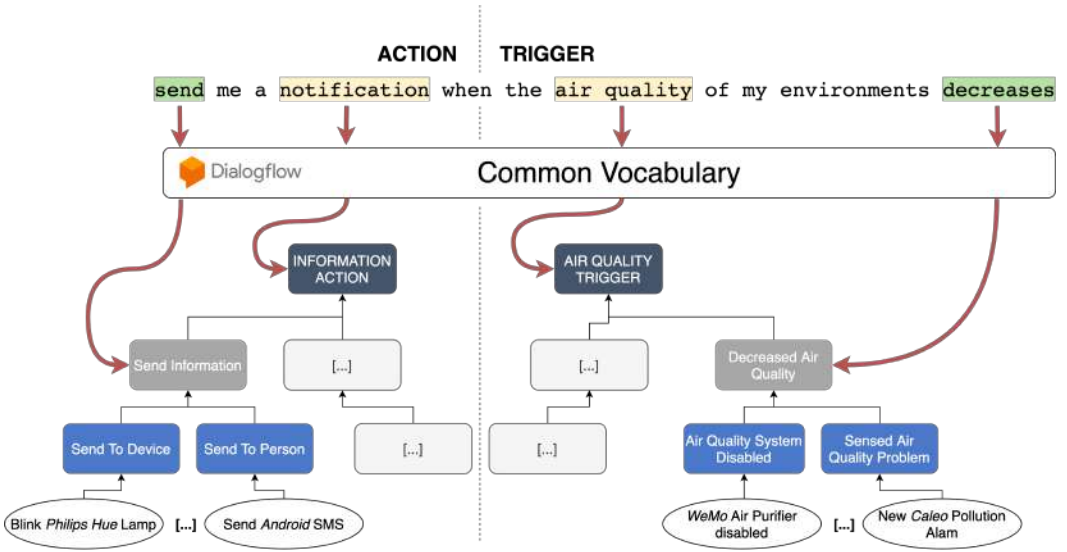 ACTION TRIGGER
send me a notification when the air quality of my environments decreases
Dialogflow Common Vocabulary
INFORMATION
ACTION
AIR QUALITY
TRIGGER
Send Information
[...]
[...]
Decreased Air
Quality
Send To Device
Send To Person
[...]
[...]
Air Quality System
Disabled
Sensed Air
Quality Problem
Blink Philips Hue Lamp
[...]
Send Android SMS
WeMo Air Purifier
disabled
[...]
New Caleo Pollution
Alam